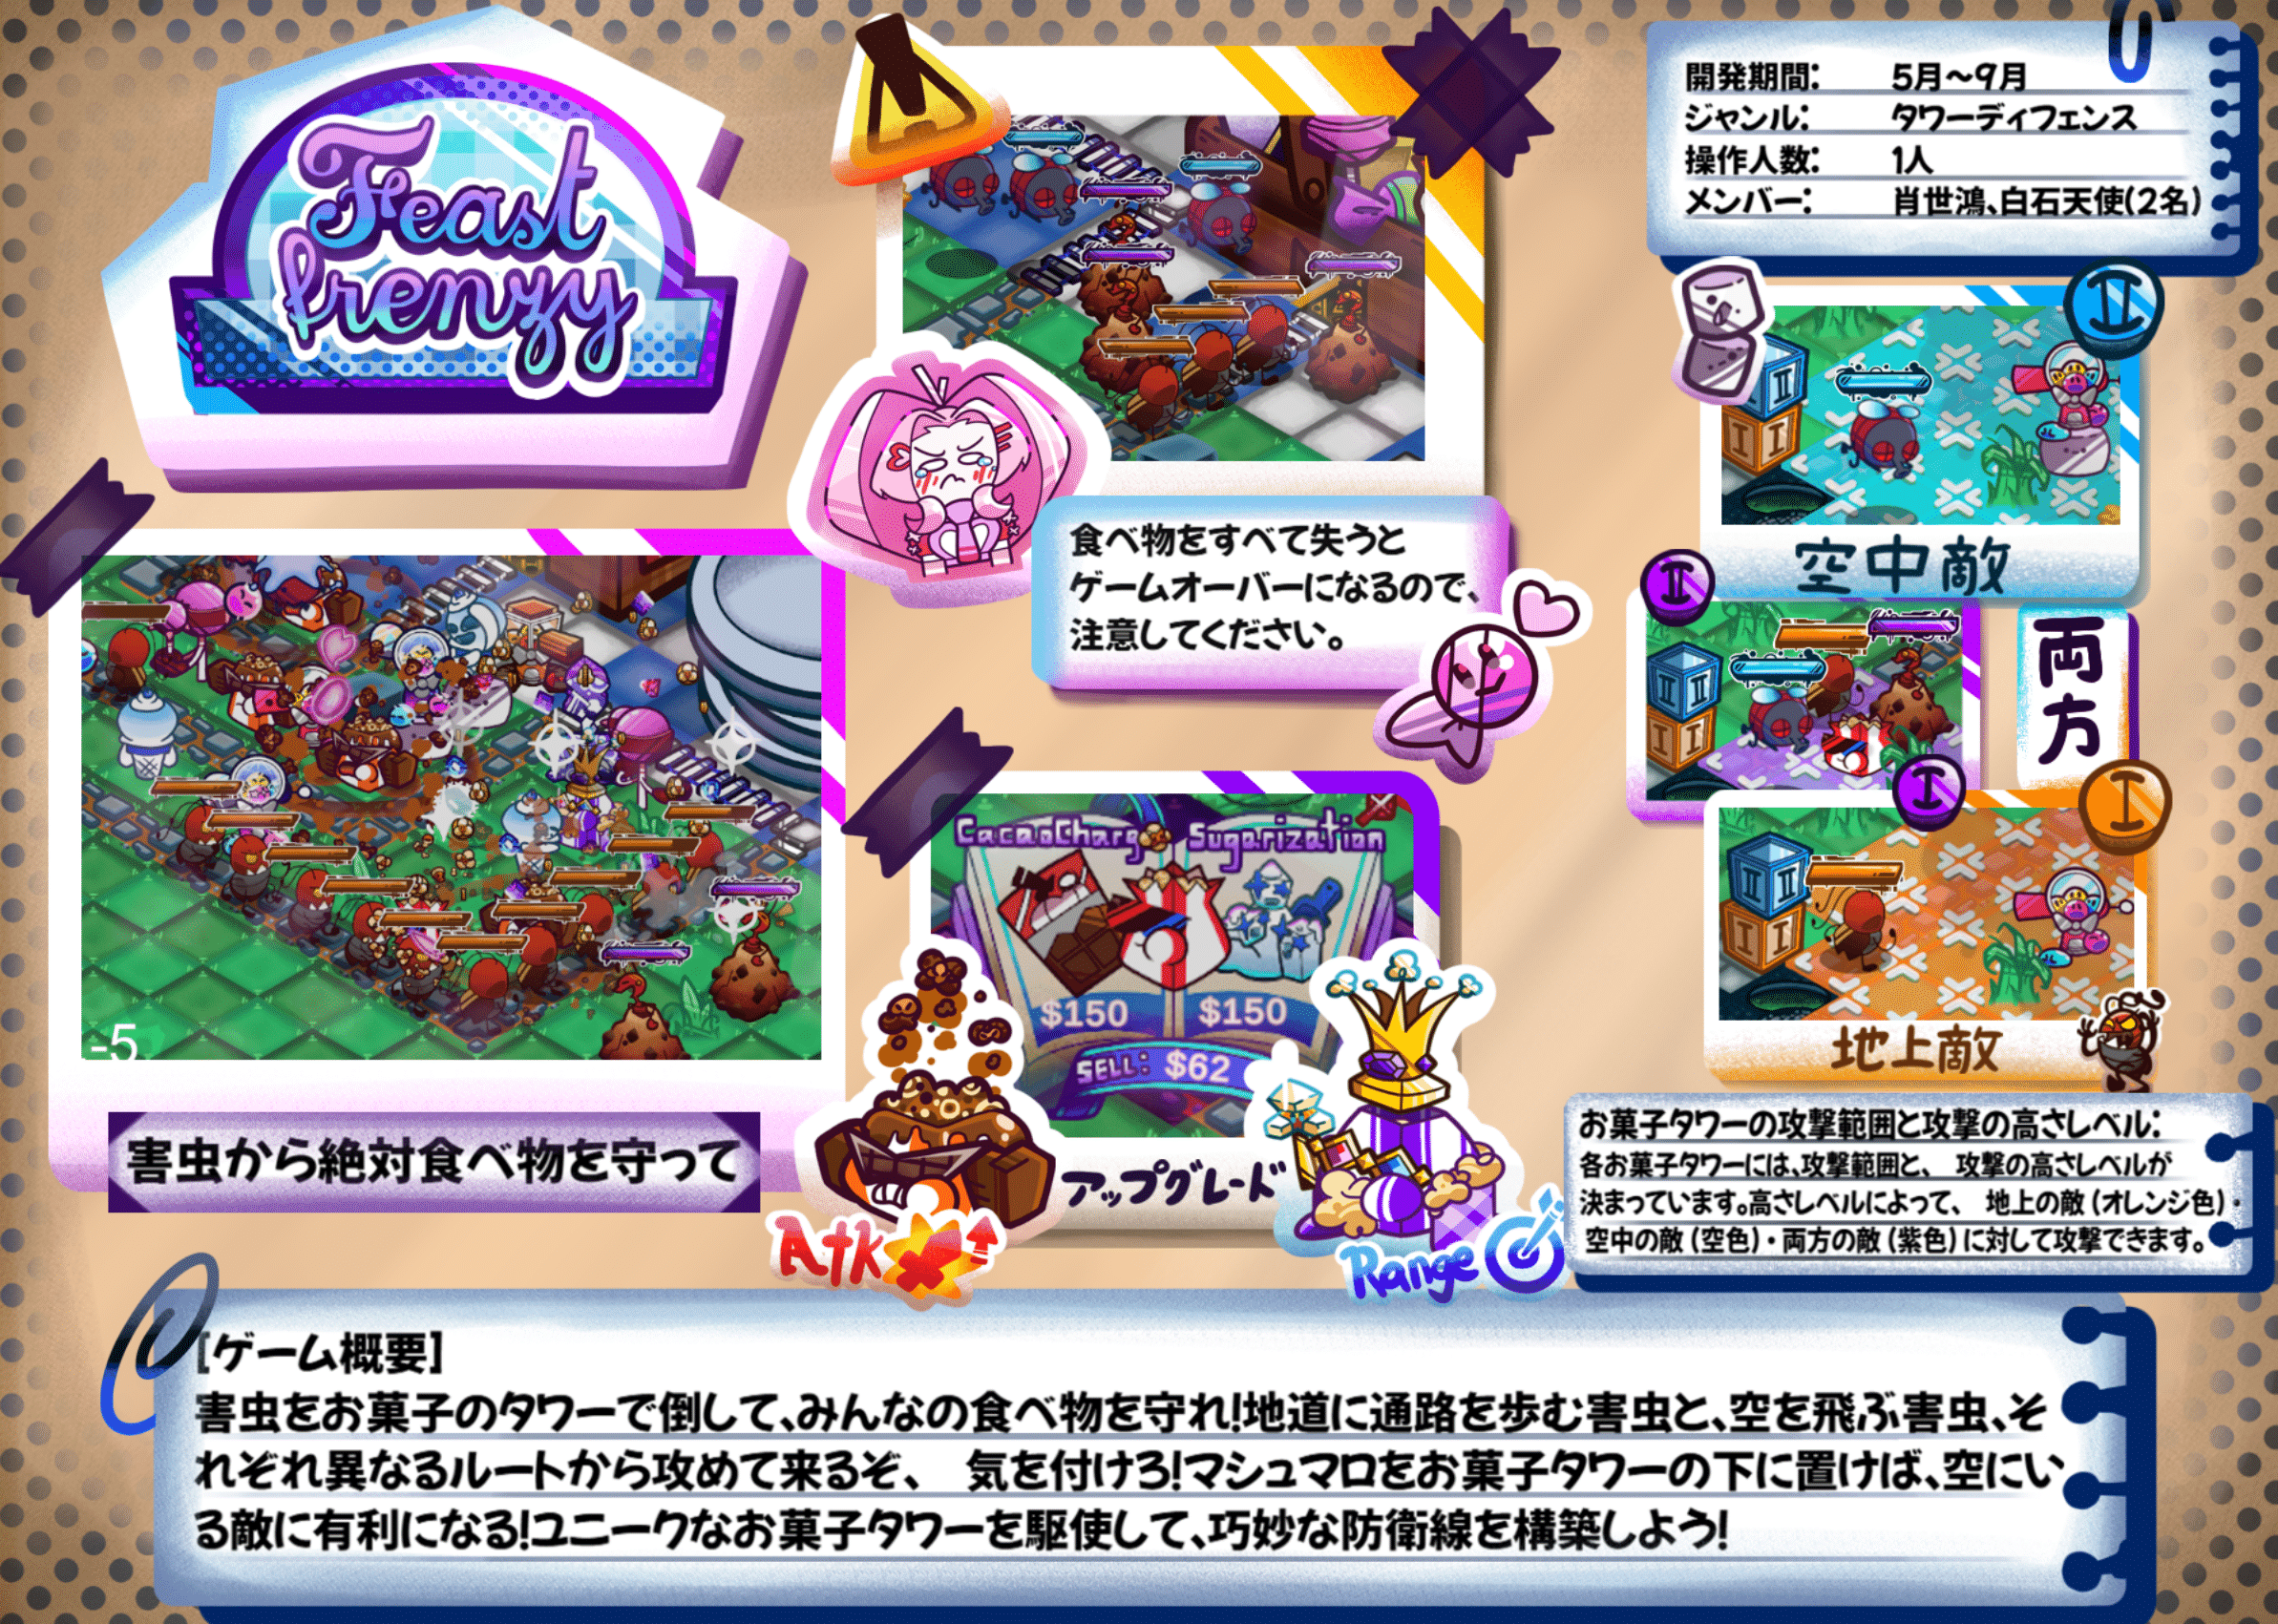 Feast
frenzy
開発期間: 5月～9月
ジャンル: タワーディフェンス
操作人数: 1人
メンバー: 肖世鴻、白石天使(2名)
食べ物をすべて失うと
ゲームオーバーになるので、
注意してください。
II
II
I I
空中敵
II
II
I I
両方
I
I
II
I I
地上敵
-5
害虫から絶対食べ物を守って
CacaoCharg Sugarization
$150 $150
SELL: $62
アップグレード
Atk
Range
お菓子タワーの攻撃範囲と攻撃の高さレベル:
各お菓子タワーには、攻撃範囲と、 攻撃の高さレベルが
決まっています。高さレベルによって、 地上の敵(オレンジ色)・
空中の敵(空色)・両方の敵(紫色)に対して攻撃できます。
[ゲーム概要]
害虫をお菓子のタワーで倒して、みんなの食べ物を守れ!地道に通路を歩む害虫と、空を飛ぶ害虫、そ
れぞれ異なるルートから攻めて来るぞ、 気を付けろ!マシュマロをお菓子タワーの下に置けば、空にい
る敵に有利になる!ユニークなお菓子タワーを駆使して、巧妙な防衛線を構築しよう!